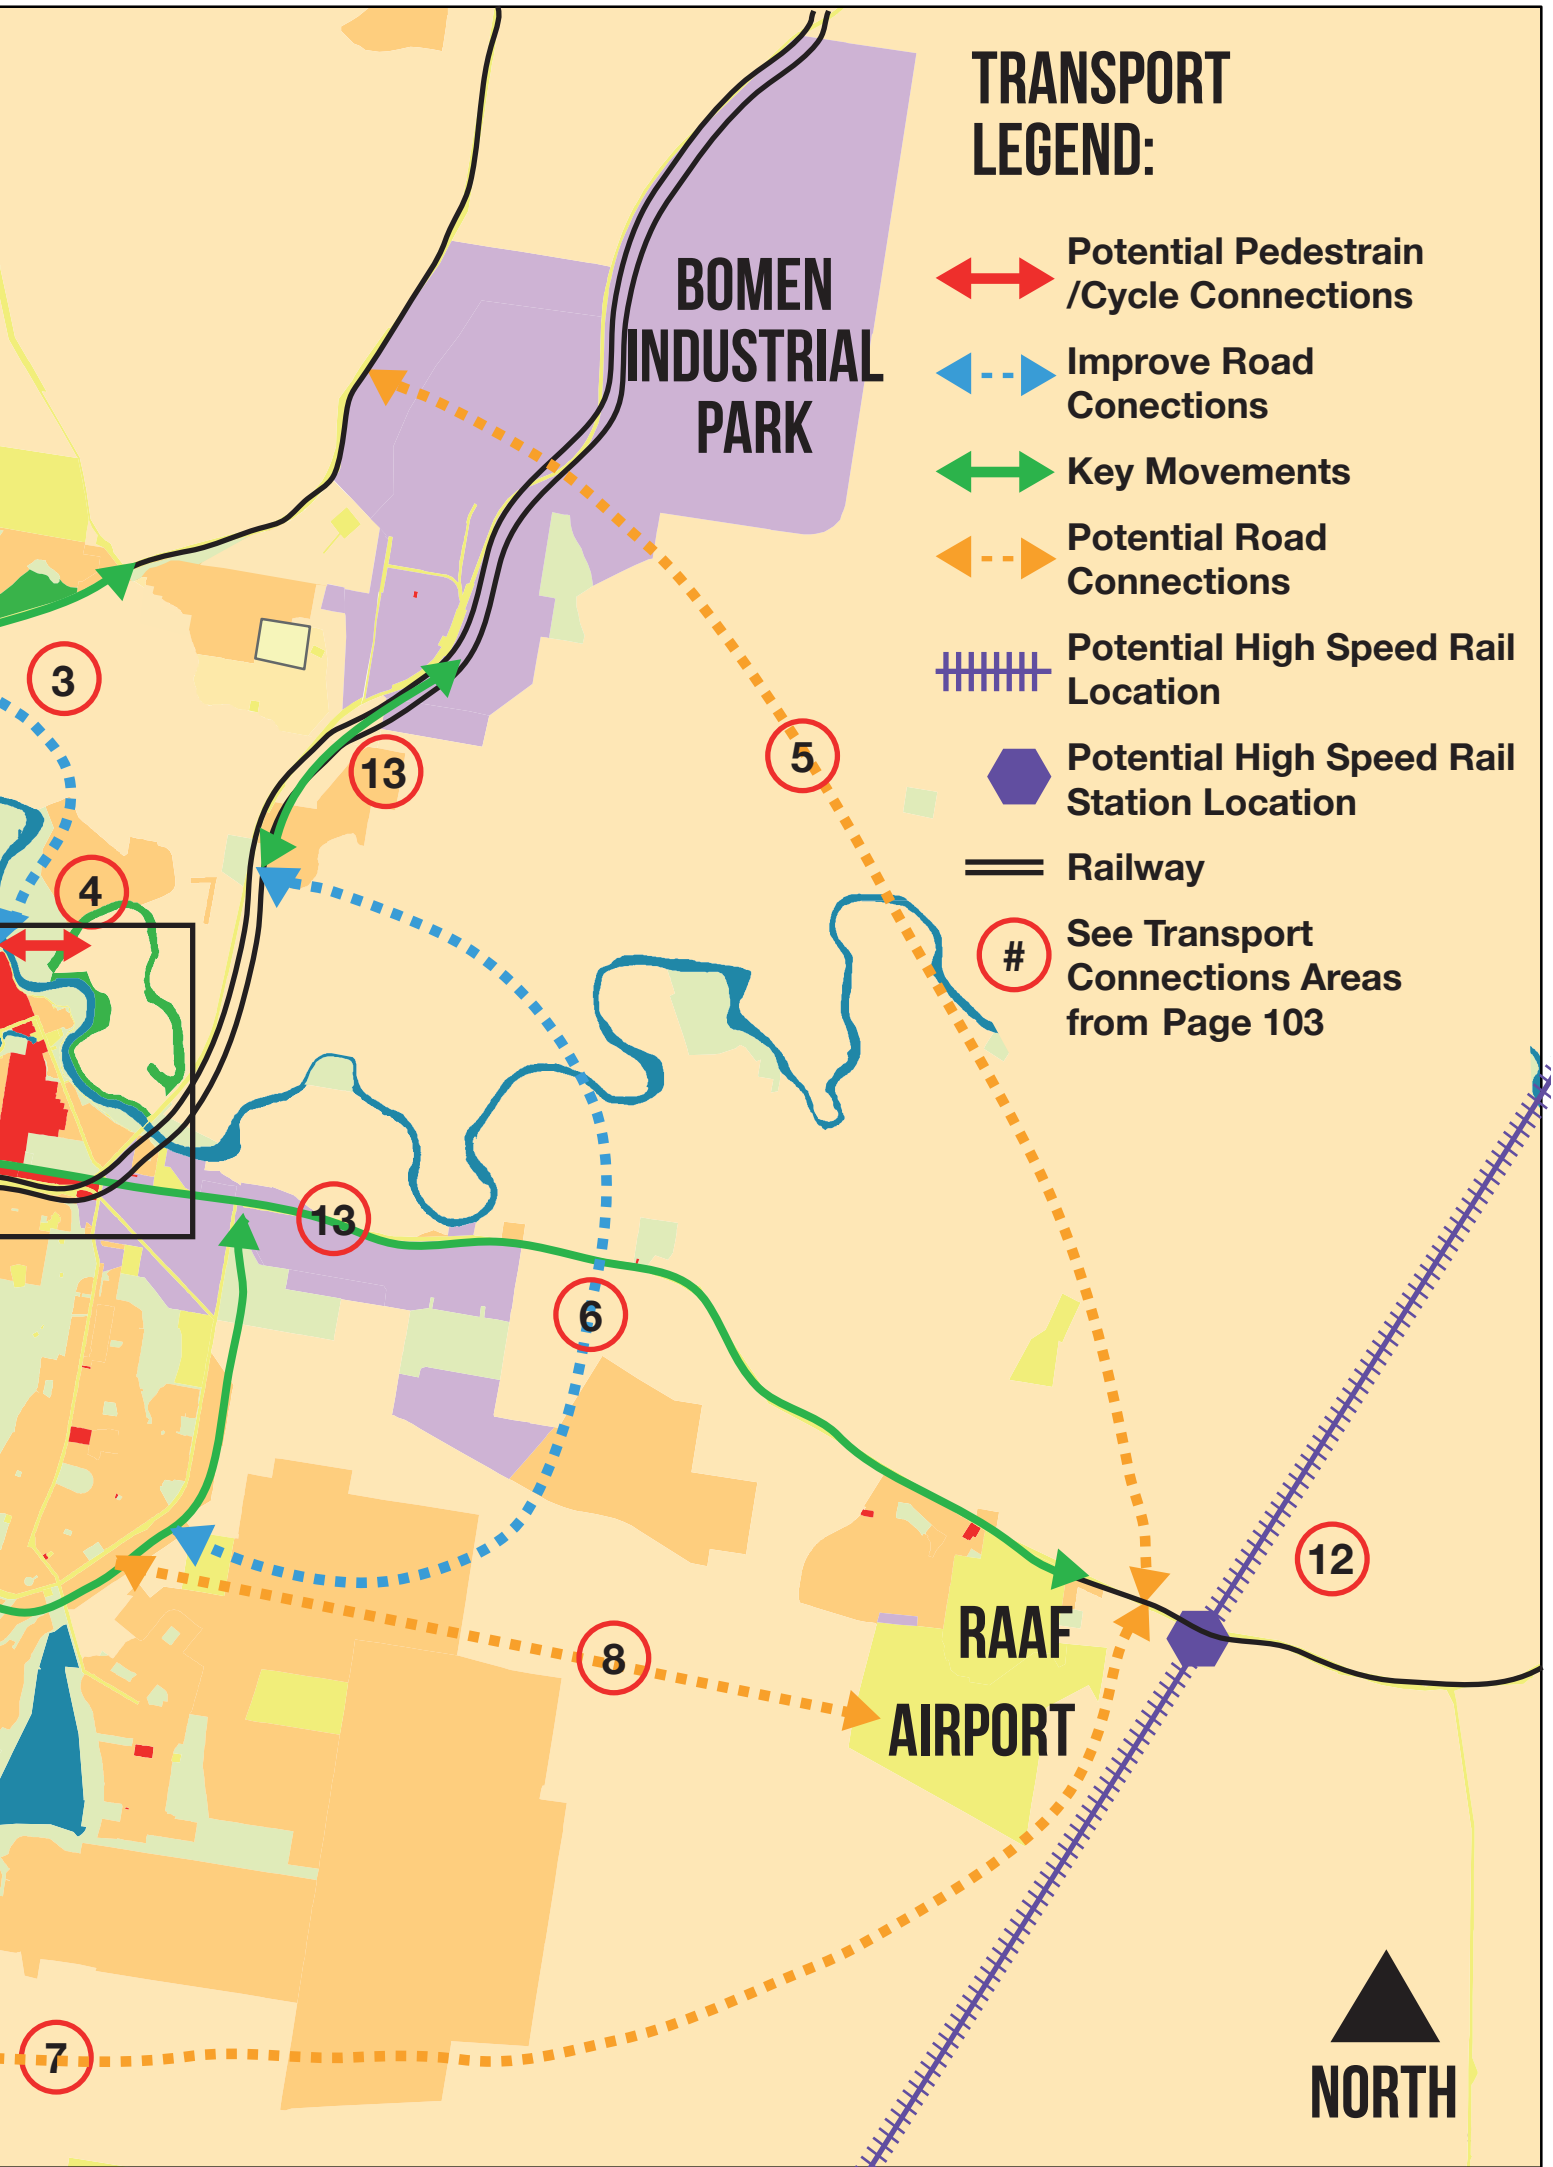 TRANSPORT
LEGEND:
Potential Pedestrain
/Cycle Connections
Improve Road
Conections
Key Movements
Potential Road
Connections
Potential High Speed Rail
Location
Potential High Speed Rail
Station Location
Railway
#
See Transport
Connections Areas
from Page 103
BOMEN
INDUSTRIAL
PARK
3
13
5
4
13
6
12
RAAF
8
AIRPORT
7
NORTH